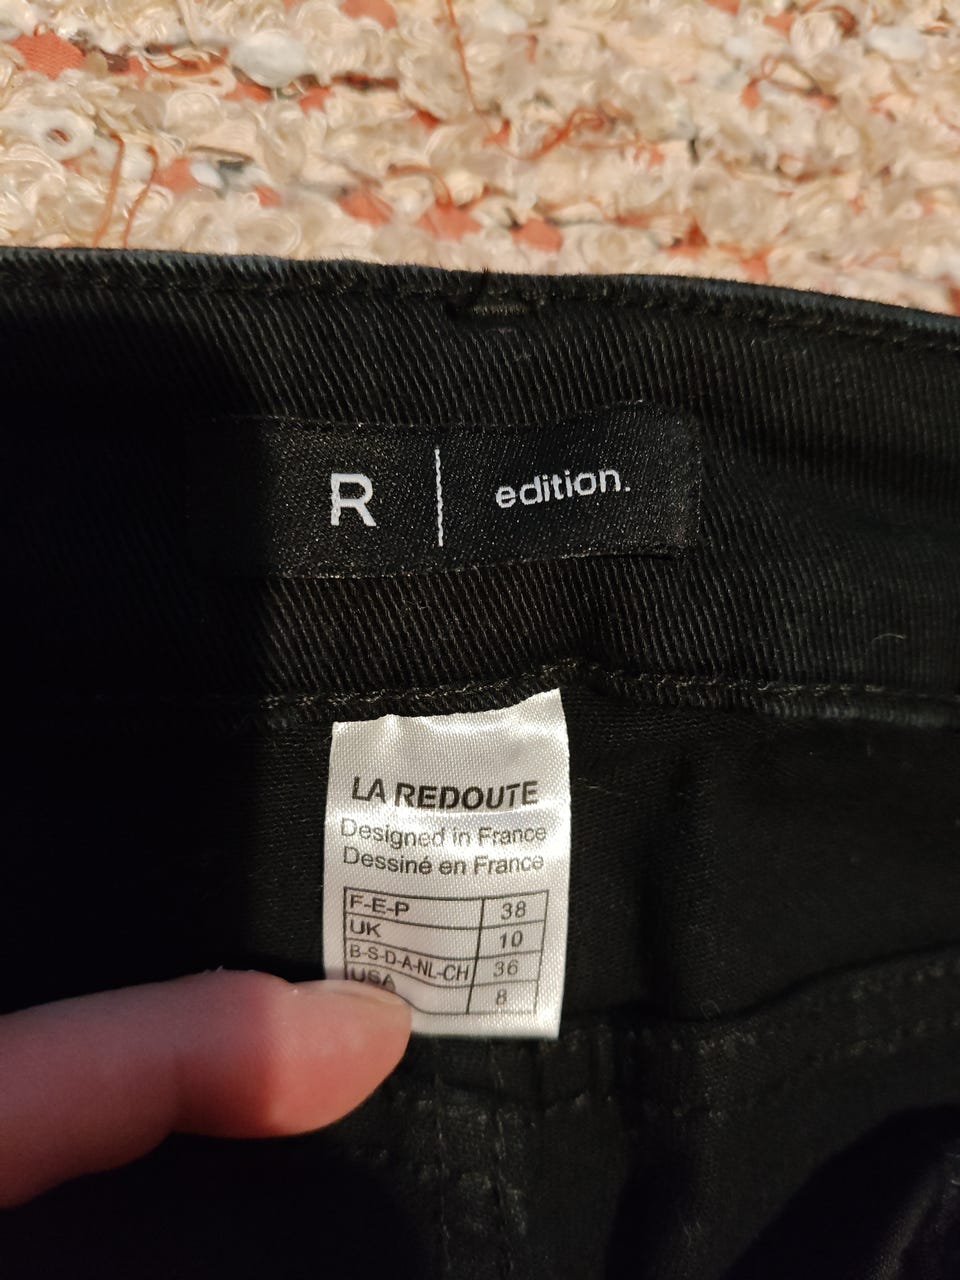 R | edition.
LA REDOUTE
Designed in France
Dessiné en France
F-E-P 38
UK 10
B-S-D-A-NL-CH 36
USA 8